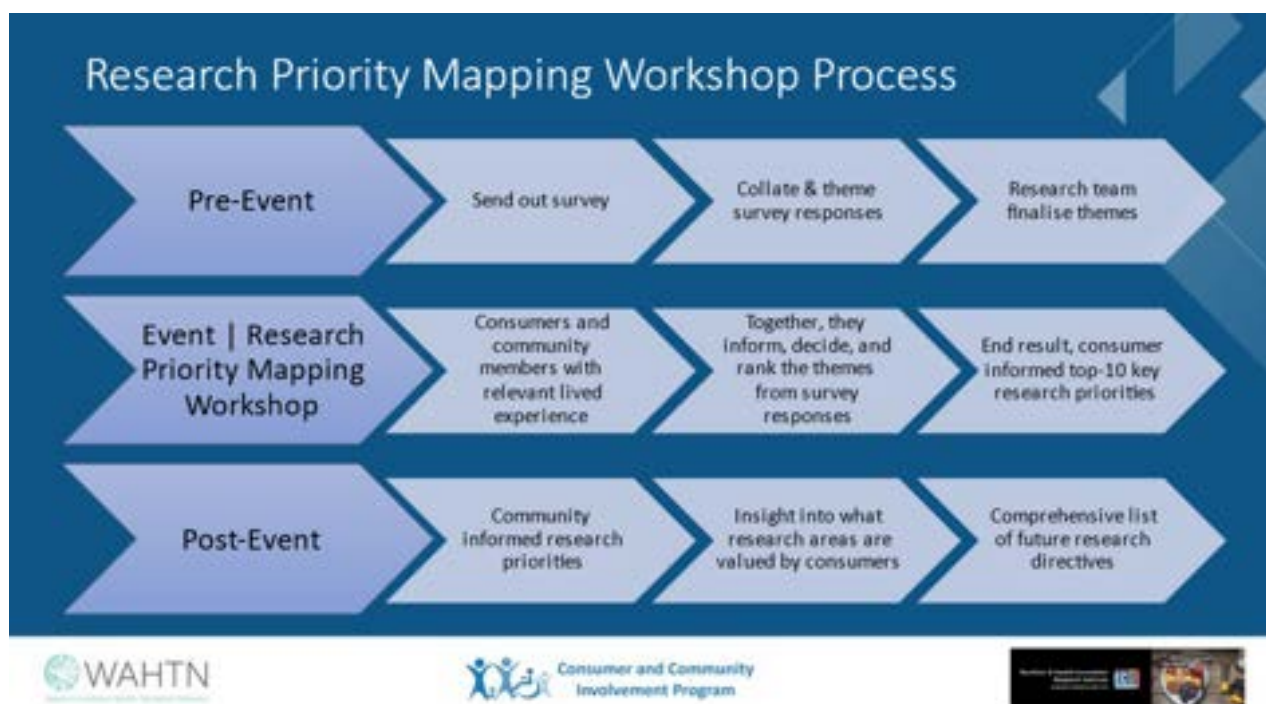 Research Priority Mapping Workshop Process
Pre-Event
Send out survey
Collate & theme
survey responses
Research team
finalise themes
Event | Research
Priority Mapping
Workshop
Consumers and
community
members with
relevant lived
experience
Together, they
inform, decide, and
rank the themes
from survey
responses
End result, consumer
informed top-10 key
research priorities
Post-Event
Community
informed research
priorities
Insight into what
research areas are
valued by consumers
Comprehensive list
of future research
directives
WAHTN
Consumer and Community
Involvement Program